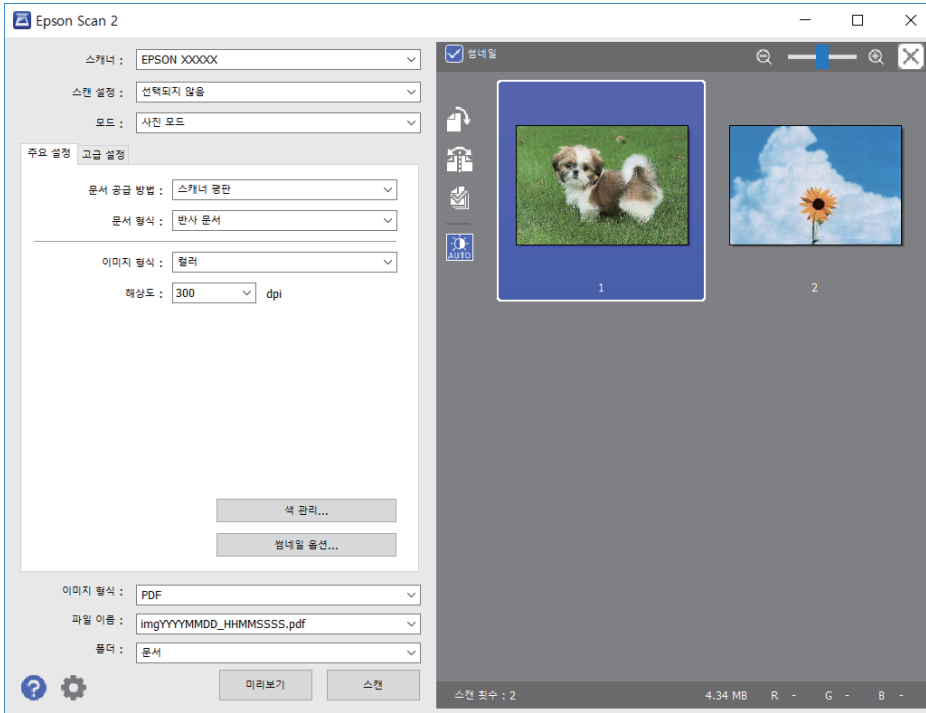 Epson Scan 2
스캐너 : EPSON XXXXX
스캔 설정 : 선택되지 않음
모드 : 사진 모드
주요 설정 고급 설정
문서 공급 방법 : 스캐너 평판
문서 형식 : 반사 문서
이미지 형식 : 컬러
해상도 : 300 dpi
색 관리...
썸네일 옵션...
이미지 형식 : PDF
파일 이름 : imgYYYYMMDD_HHMMSSSS.pdf
폴더 : 문서
? 미리보기 스캔
썸네일
AUTO
1 2
스캔 횟수 : 2 4.34 MB R - G - B -